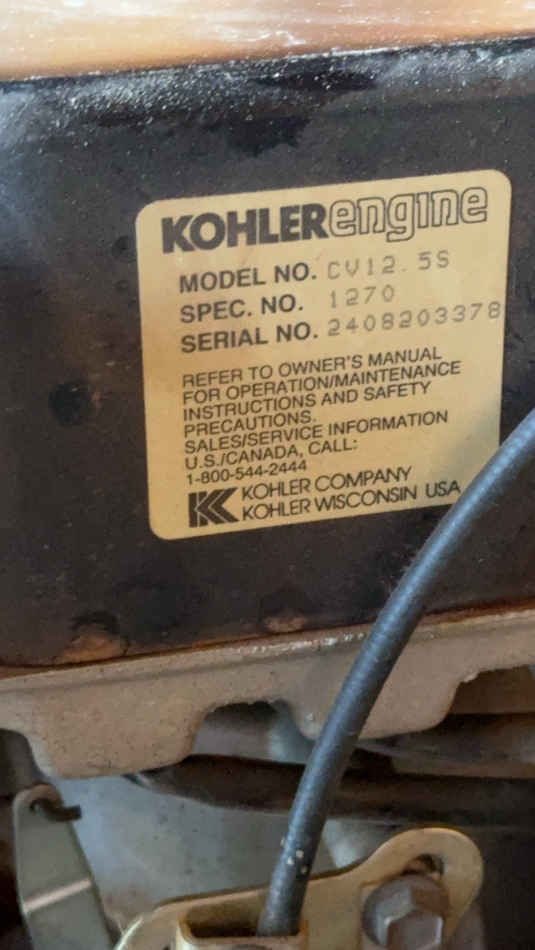 KOHLERengine
MODEL NO. CV12.5S
SPEC. NO. 1270
SERIAL NO. 2408203378
REFER TO OWNER'S MANUAL
FOR OPERATION/MAINTENANCE
INSTRUCTIONS AND SAFETY
PRECAUTIONS.
SALES/SERVICE INFORMATION
U.S./CANADA, CALL:
1-800-544-2444
KOHLER COMPANY
KOHLER WISCONSIN USA